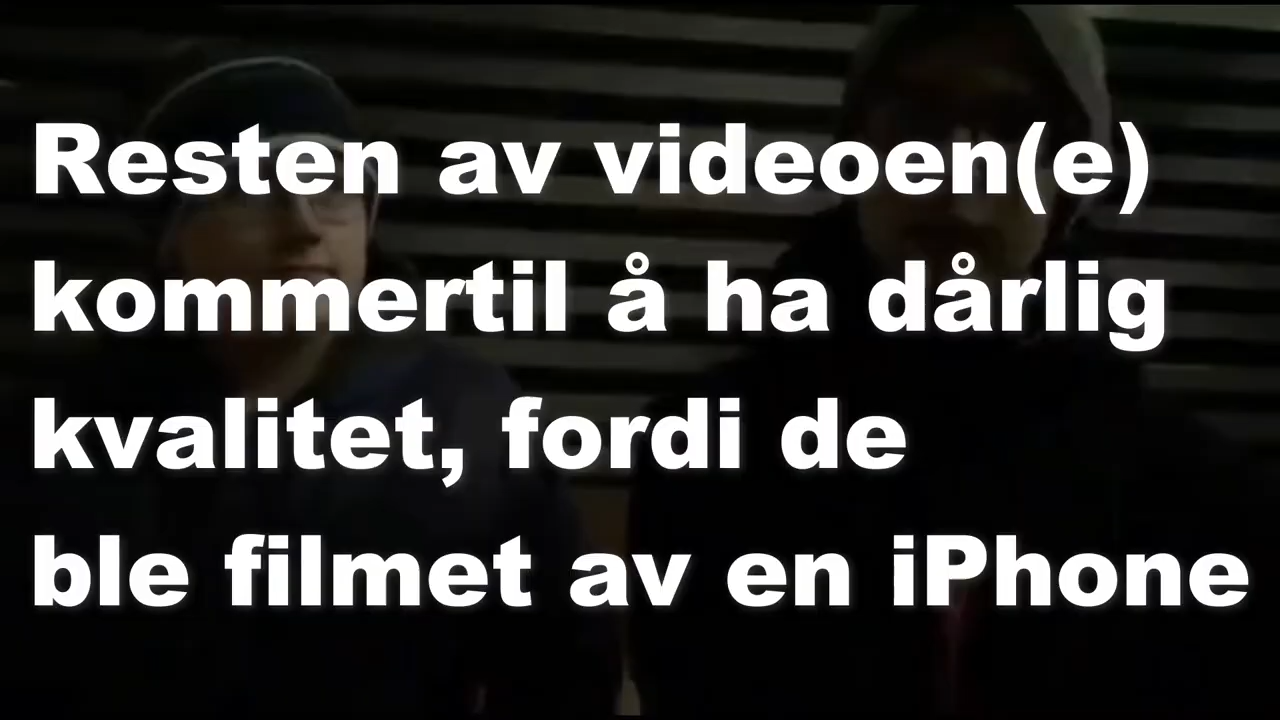 Resten av videoen(e)
kommertil å ha dårlig
kvalitet, fordi de
ble filmet av en iPhone